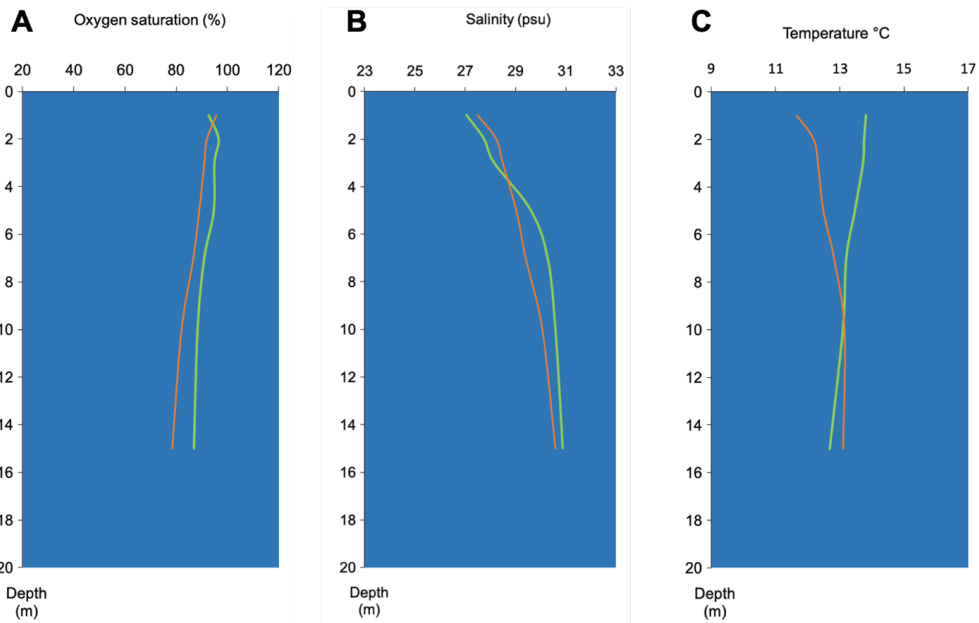 A
Oxygen saturation (%)
20 40 60 80 100 120
0
2
4
6
8
10
12
14
16
18
20
Depth
(m)
B
Salinity (psu)
23 25 27 29 31 33
0
2
4
6
8
10
12
14
16
18
20
Depth
(m)
C
Temperature °C
9 11 13 15 17
0
2
4
6
8
10
12
14
16
18
20
Depth
(m)